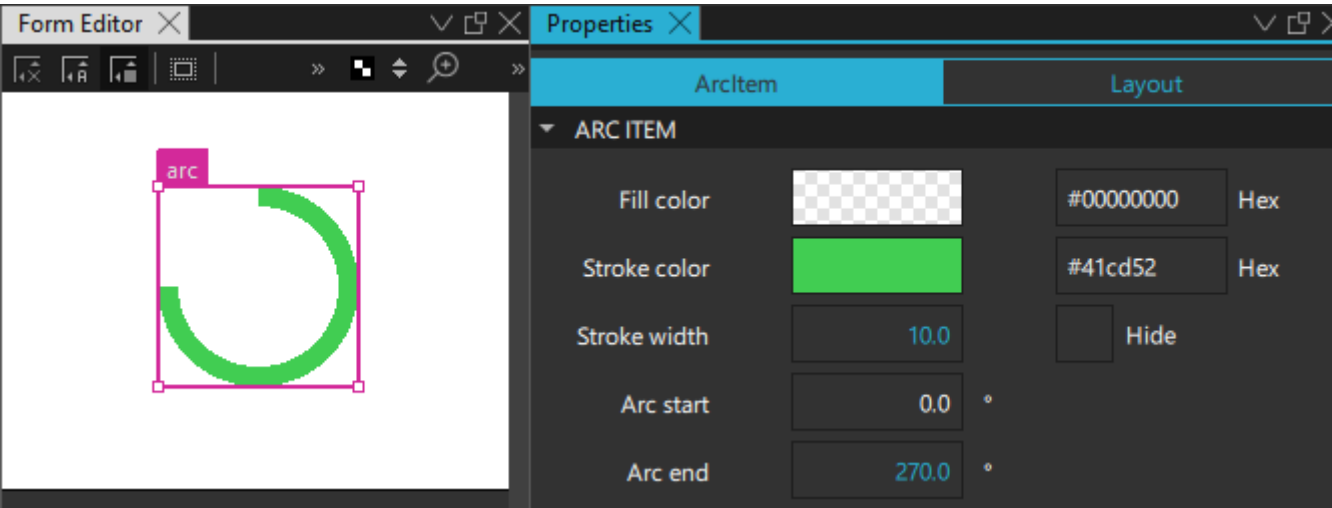 Form Editor
Properties
A
»
»
ArcItem
Layout
arc
ARC ITEM
Fill color
#00000000
Hex
Stroke color
#41cd52
Hex
Stroke width
10.0
Hide
Arc start
0.0
°
Arc end
270.0
°